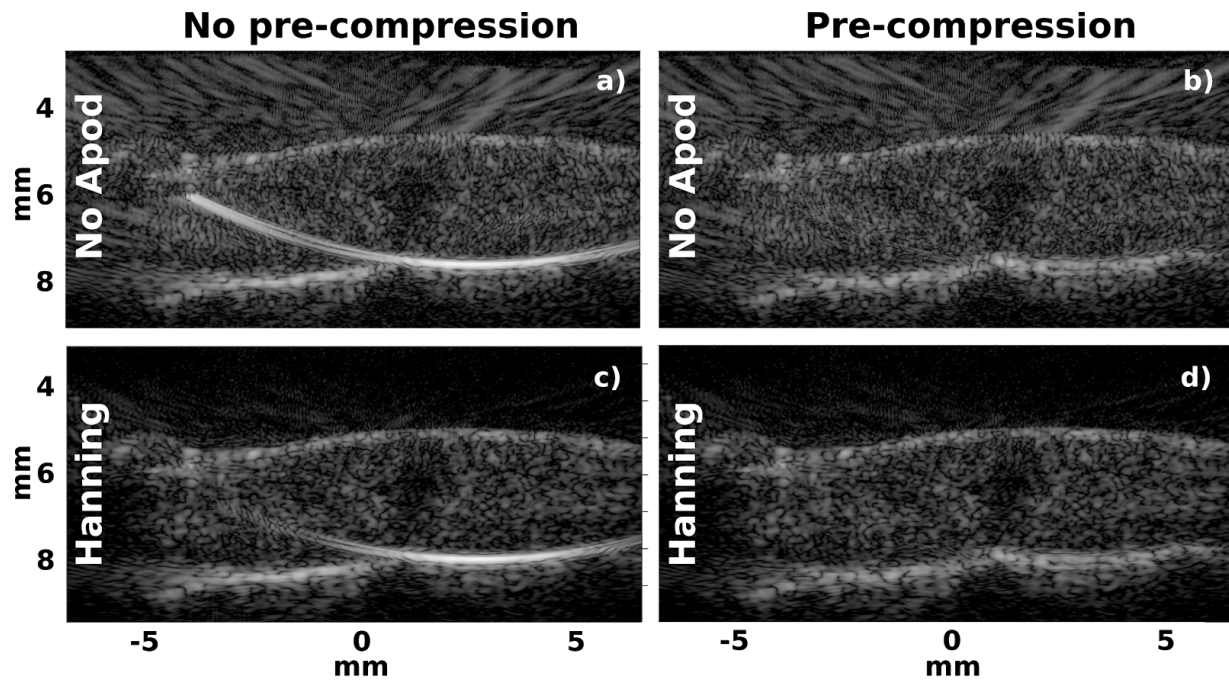 No pre-compression
Pre-compression
a)
b)
No Apod
No Apod
4
6
8
mm
c)
d)
Hanning
Hanning
4
6
8
mm
-5 0 5
-5 0 5
mm
mm